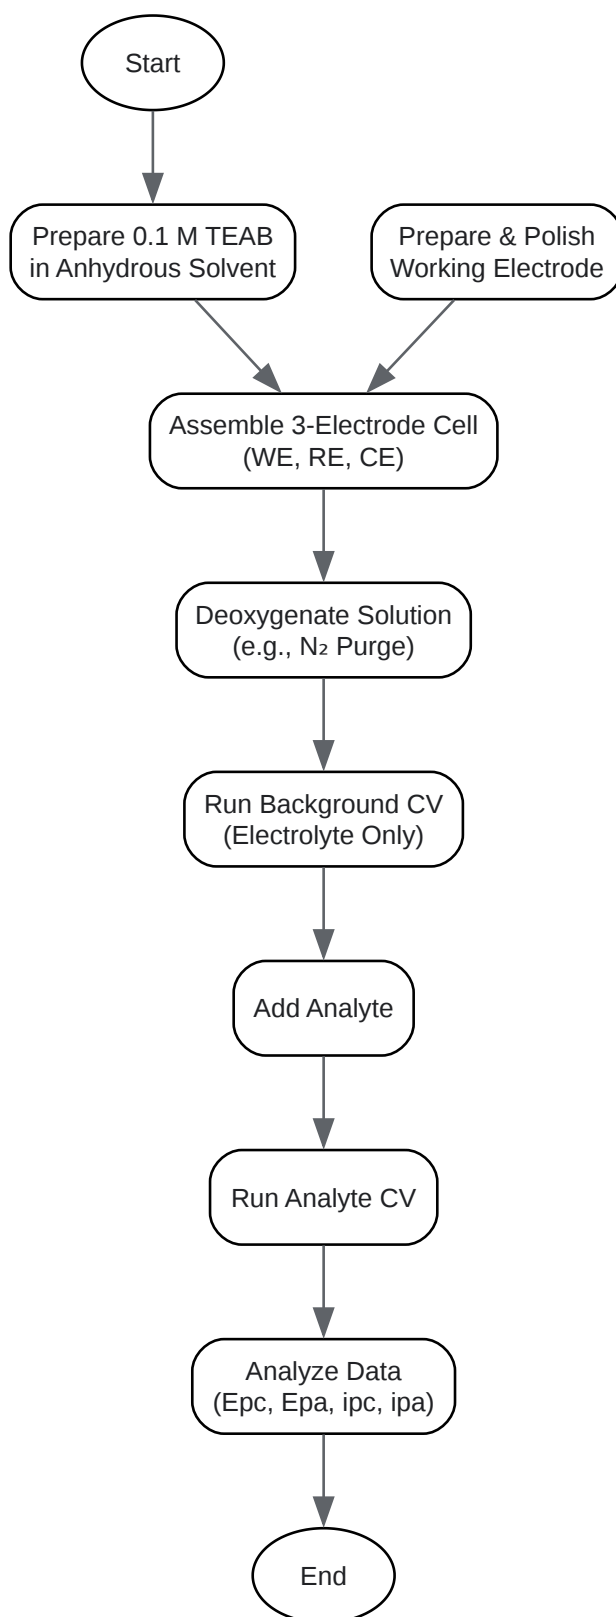 Start
Prepare 0.1 M TEAB
in Anhydrous Solvent
Prepare & Polish
Working Electrode
Assemble 3-Electrode Cell
(WE, RE, CE)
Deoxygenate Solution
(e.g., N₂ Purge)
Run Background CV
(Electrolyte Only)
Add Analyte
Run Analyte CV
Analyze Data
(Epc, Epa, ipc, ipa)
End